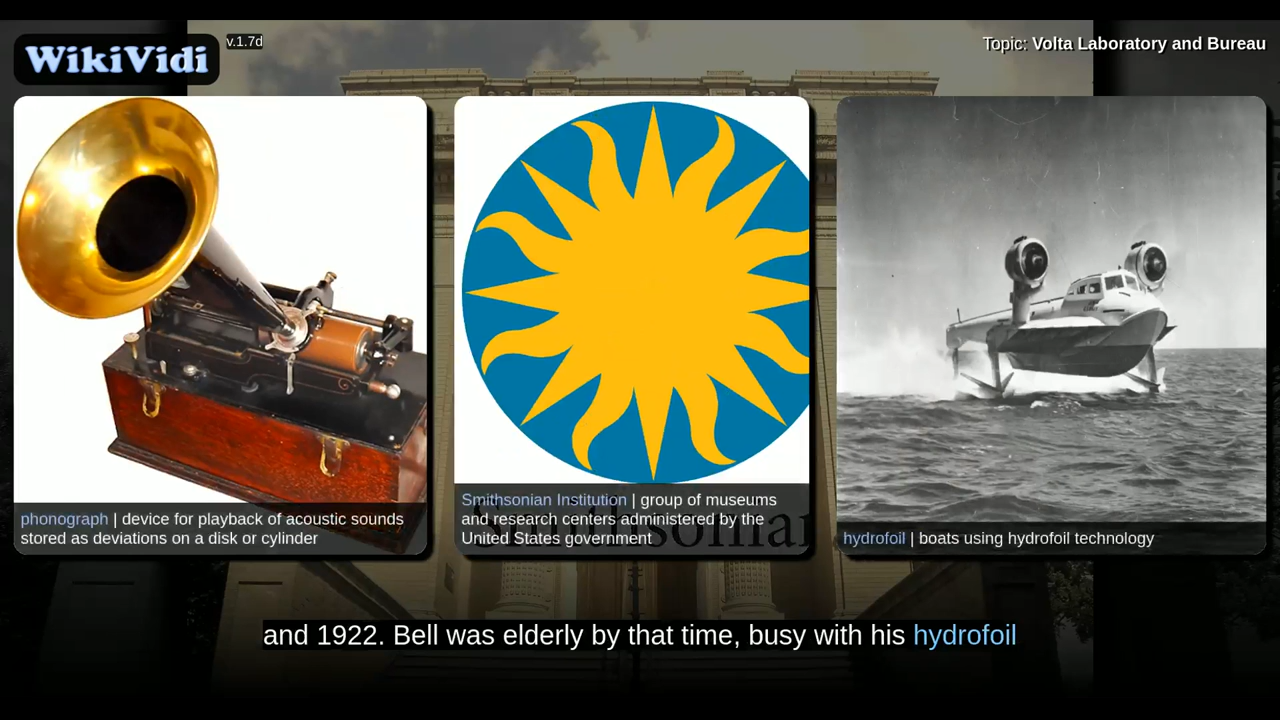 WikiVidi
v.1.7d
Topic: Volta Laboratory and Bureau
phonograph | device for playback of acoustic sounds
stored as deviations on a disk or cylinder
Smithsonian Institution | group of museums
and research centers administered by the
United States government
Smithsonian
hydrofoil | boats using hydrofoil technology
and 1922. Bell was elderly by that time, busy with his hydrofoil